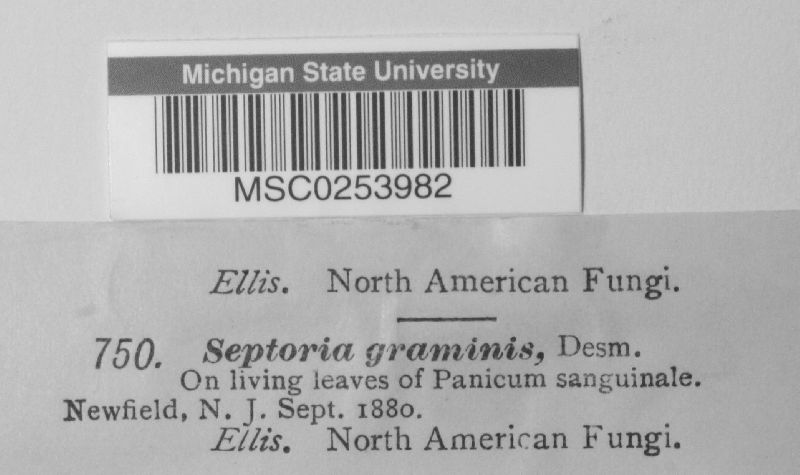 Michigan State University
MSC0253982
Ellis. North American Fungi.
750. Septoria graminis, Desm.
On living leaves of Panicum sanguinale.
Newfield, N. J. Sept. 1880.
Ellis. North American Fungi.